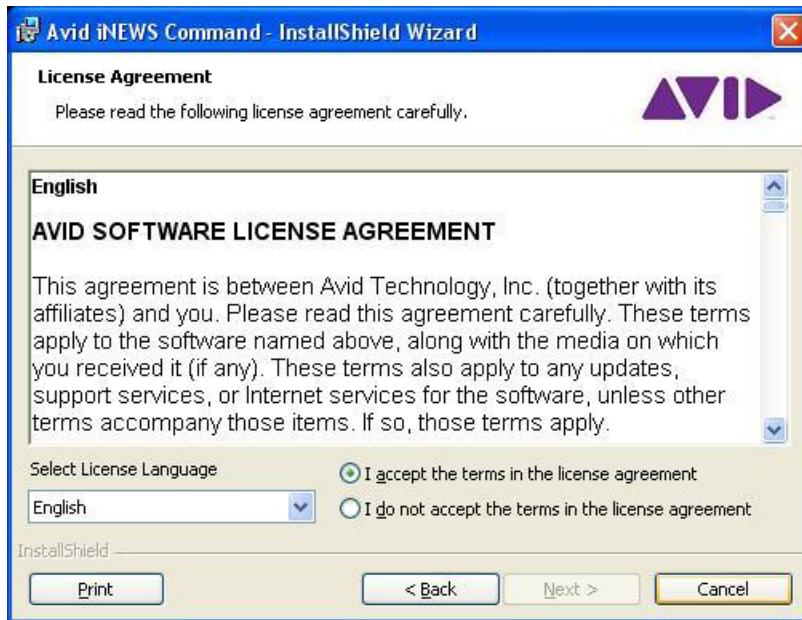 Avid iNEWS Command - InstallShield Wizard
License Agreement
Please read the following license agreement carefully.
AVID
English
AVID SOFTWARE LICENSE AGREEMENT
This agreement is between Avid Technology, Inc. (together with its
affiliates) and you. Please read this agreement carefully. These terms
apply to the software named above, along with the media on which
you received it (if any). These terms also apply to any updates,
support services, or Internet services for the software, unless other
terms accompany those items. If so, those terms apply.
Select License Language
English
I accept the terms in the license agreement
I do not accept the terms in the license agreement
InstallShield
Print
< Back
Next >
Cancel